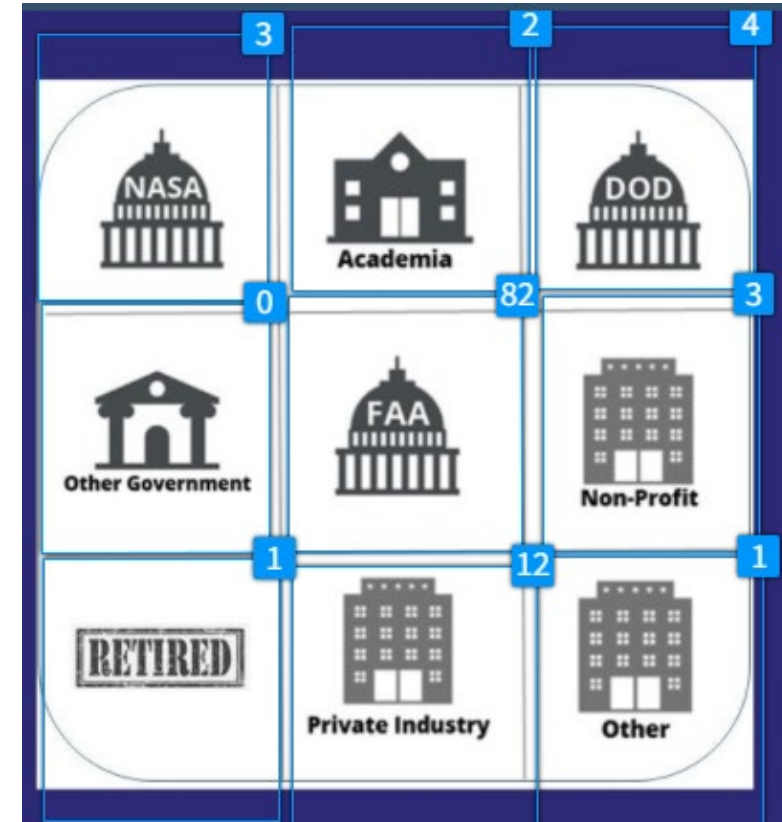 3
2
4
NASA
Academia
DOD
0
82
3
Other Government
FAA
Non-Profit
1
12
1
RETIRED
Private Industry
Other